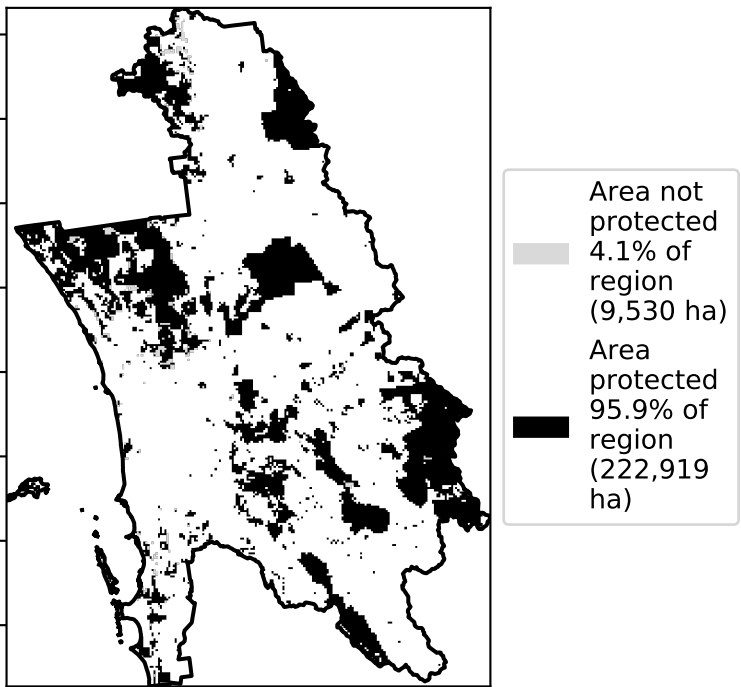 Area not
protected
4.1% of
region
(9,530 ha)
Area
protected
95.9% of
region
(222,919
ha)